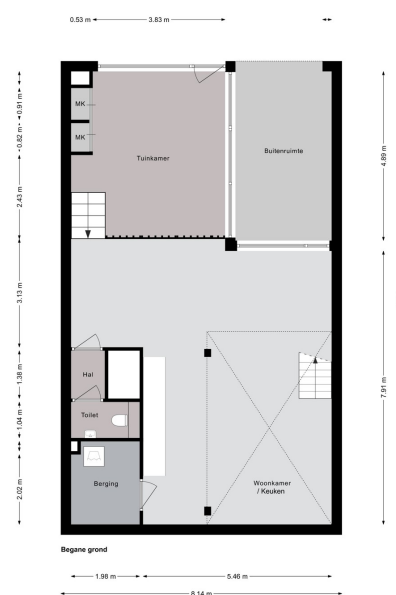 0.53 m
3.83 m
0.91 m
0.82 m
2.43 m
3.13 m
1.38 m
1.04 m
2.02 m
4.89 m
7.91 m
MK
MK
Tuinkamer
Buitenruimte
Hal
Toilet
Berging
Woonkamer
/ Keuken
Begane grond
1.98 m
5.46 m
8.14 m